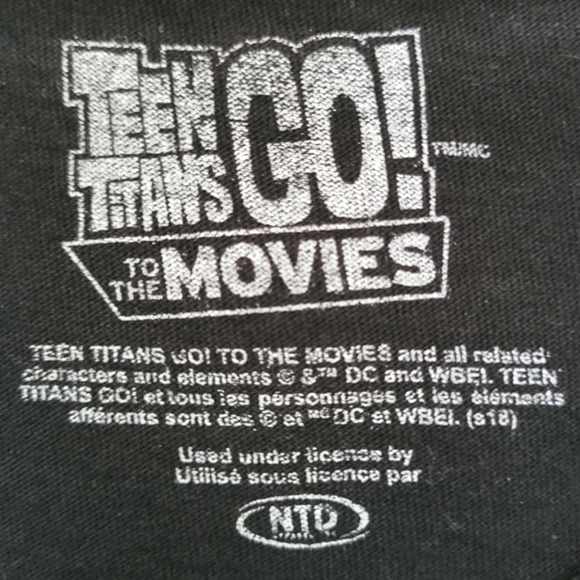 TEEN
TITANS GO!
TM/MC
TO
THE MOVIES
TEEN TITANS GO! TO THE MOVIES and all related
characters and elements © & ™ DC and WBEI. TEEN
TITANS GO! et tous les personnages et les éléments
afférents sont des © et MC DC et WBEI. (s18)
Used under licence by
Utilisé sous licence par
NTD